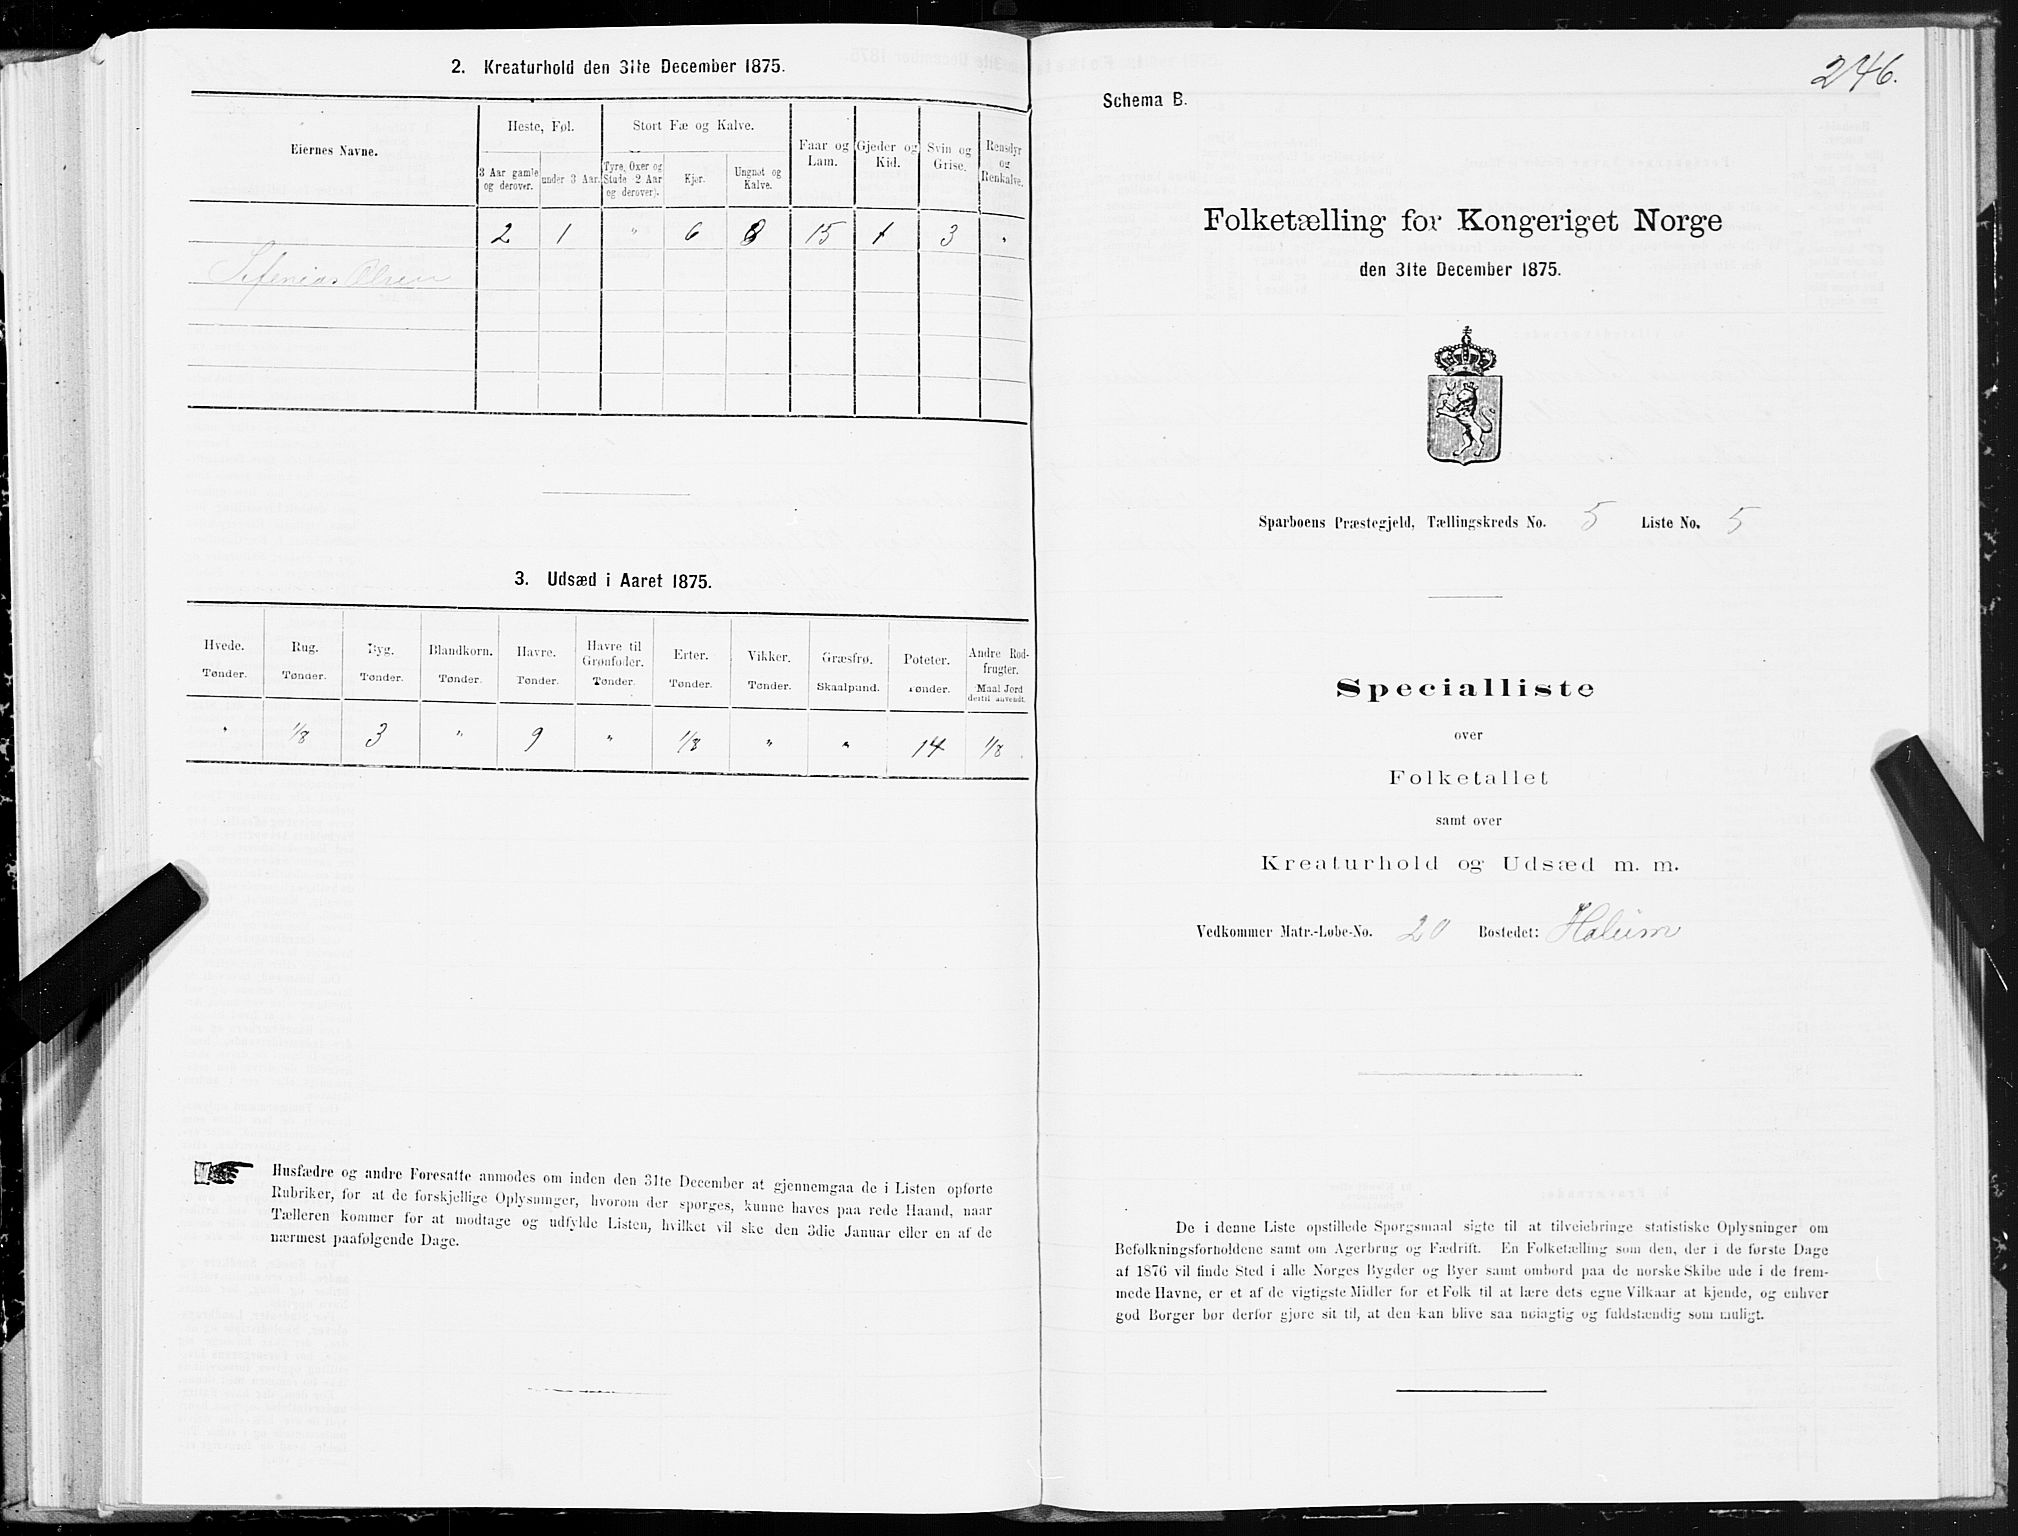 2. Kreaturhold den 31te December 1875.
Eiernes Navne.
Heste, Føl.
Stort Fæ og Kalve.
Faar og Lam.
Gjeder og Kid.
Svin og Grise.
Rensdyr og Renkalve.
3 Aar gamle og derover.
under 3 Aar.
Tyre, Oxer og Stude 2 Aar og derover).
Kjør.
Ungnøt og Kalve.
2 1 " 6 8 15 1 3 "
Olsen
3. Udsæd i Aaret 1875.
Hvede. Rug. Byg. Blandkorn. Havre. Havre til Grønfoder. Erter. Vikker. Græsfrø. Poteter. Andre Rodfrugter.
Tønder. Tønder. Tønder. Tønder. Tønder. Tønder. Tønder. Tønder. Skaalpund. Tønder. Maal Jord dertil anvendt.
" 1/8 3 " 9 " 1/8 " " 14 1/8
Husfædre og andre Foresatte anmodes om inden den 31te December at gjennemgaa de i Listen opførte
Rubriker, for at de forskjellige Oplysninger, hvorom der spørges, kunne haves paa rede Haand, naar
Tælleren kommer for at modtage og udfylde Listen, hvilket vil ske den 3die Januar eller en af de
nærmest paafølgende Dage.
246.
Schema B.
Folketælling for Kongeriget Norge
den 31te December 1875.
Sparboens Præstegjeld, Tællingskreds No. 5 Liste No. 5
Specialliste
over
Folketallet
samt over
Kreaturhold og Udsæd m. m.
Vedkommer Matr.-Løbe-No. 20 Bostedet: Heleim
De i denne Liste opstillede Spørgsmaal sigte til at tilveiebringe statistiske Oplysninger om
Befolkningsforholdene samt om Agerbrug og Fædrift. En Folketælling som den, der i de første Dage
af 1876 vil finde Sted i alle Norges Bygder og Byer samt ombord paa de norske Skibe ude i de frem-
mede Havne, er et af de vigtigste Midler for et Folk til at lære dets egne Vilkaar at kjende, og enhver
god Borger bør derfor gjøre sit til, at den kan blive saa nøiagtig og fuldstændig som muligt.